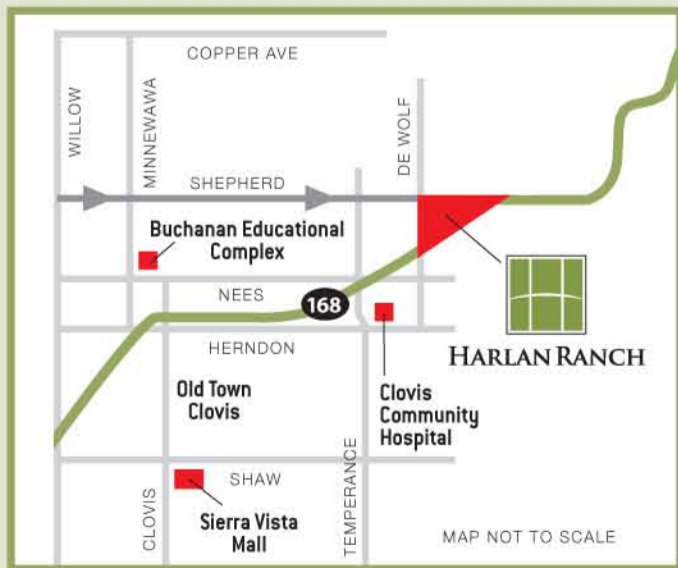 COPPER AVE
WILLOW
MINNEWAWA
DE WOLF
SHEPHERD
Buchanan Educational
Complex
NEES
168
HERNDON
HARLAN RANCH
Old Town
Clovis
Clovis
Community
Hospital
SHAW
CLOVIS
TEMPERANCE
Sierra Vista
Mall
MAP NOT TO SCALE